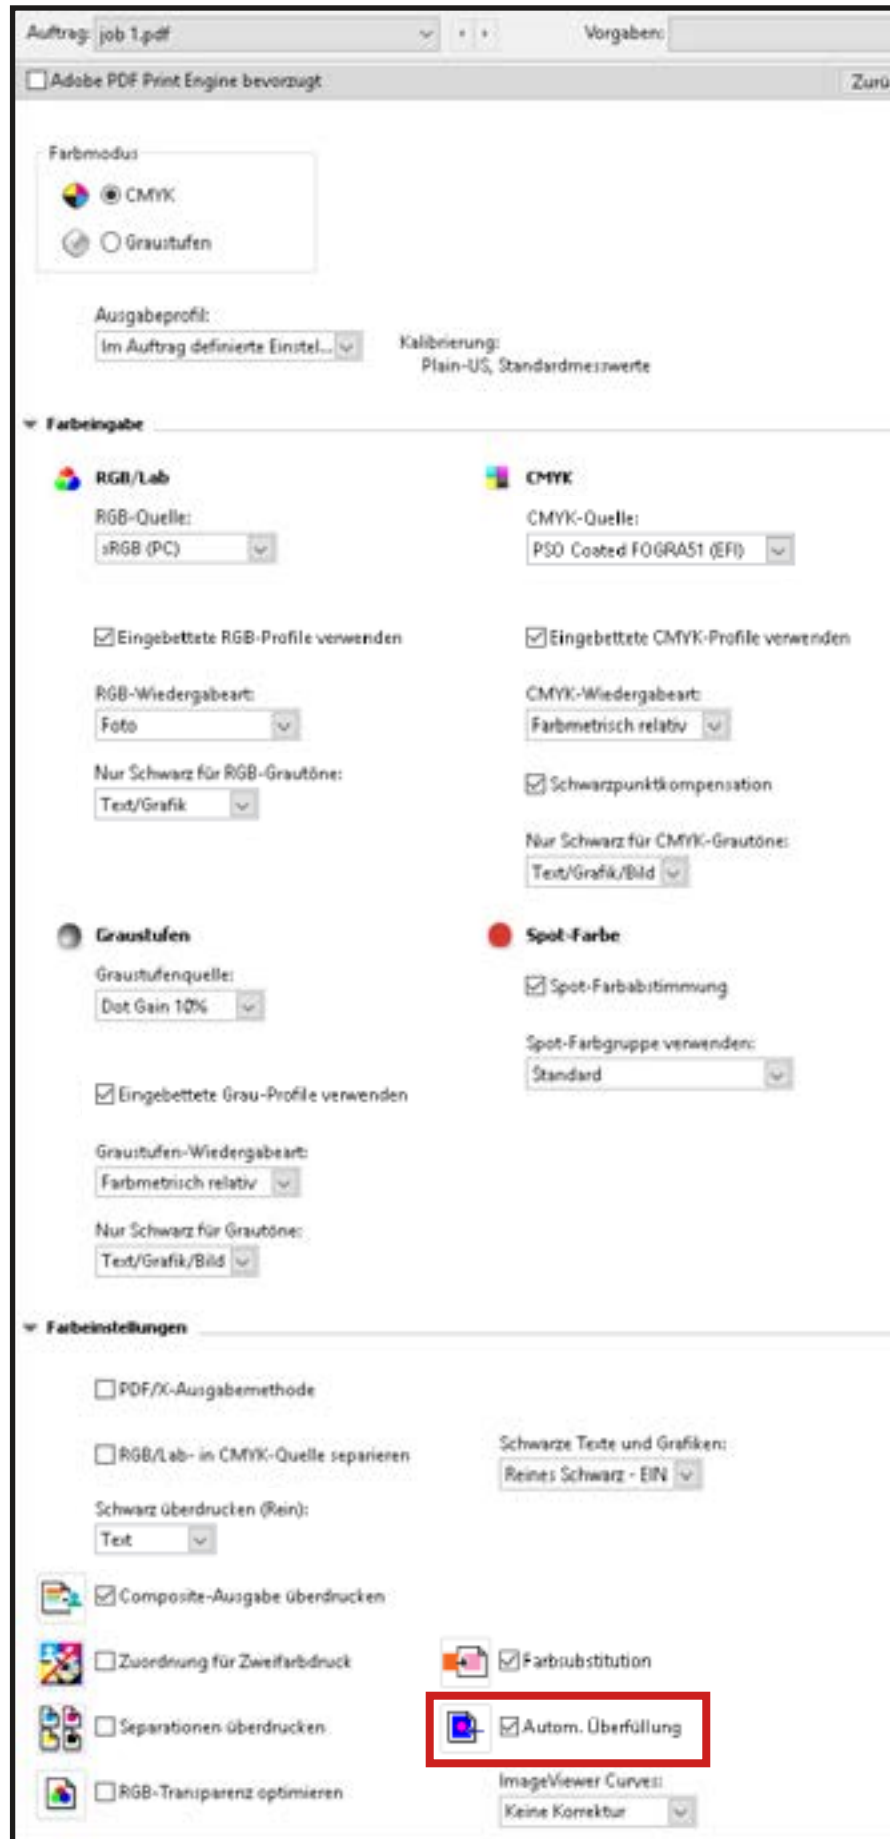 Auftrag: job 1.pdf Vorgaben:
Adobe PDF Print Engine bevorzugt
Farbmodus
CMYK
Graustufen
Ausgabeprofil:
Im Auftrag definierte Einstel...
Kalibrierung:
Plain-US, Standardmesswerte
Farbeingabe
RGB/Lab
RGB-Quelle:
sRGB (PC)
Eingebettete RGB-Profile verwenden
RGB-Wiedergabeart:
Foto
Nur Schwarz für RGB-Grautöne:
Text/Grafik
CMYK
CMYK-Quelle:
PSO Coated FOGRA51 (EFI)
Eingebettete CMYK-Profile verwenden
CMYK-Wiedergabeart:
Farbmetrisch relativ
Schwarzpunktkompensation
Nur Schwarz für CMYK-Grautöne:
Text/Grafik/Bild
Graustufen
Graustufenquelle:
Dot Gain 10%
Eingebettete Grau-Profile verwenden
Graustufen-Wiedergabeart:
Farbmetrisch relativ
Nur Schwarz für Grautöne:
Text/Grafik/Bild
Spot-Farbe
Spot-Farbabstimmung
Spot-Farbgruppe verwenden:
Standard
Farbeinstellungen
PDF/X-Ausgabemethode
RGB/Lab- in CMYK-Quelle separieren
Schwarze Texte und Grafiken:
Reines Schwarz - EIN
Schwarz überdrucken (Rein):
Text
Composite-Ausgabe überdrucken
Zuordnung für Zweifarbdruck
Farbsubstitution
Separationen überdrucken
Autom. Überfüllung
RGB-Transparenz optimieren
ImageViewer Curves:
Keine Korrektur